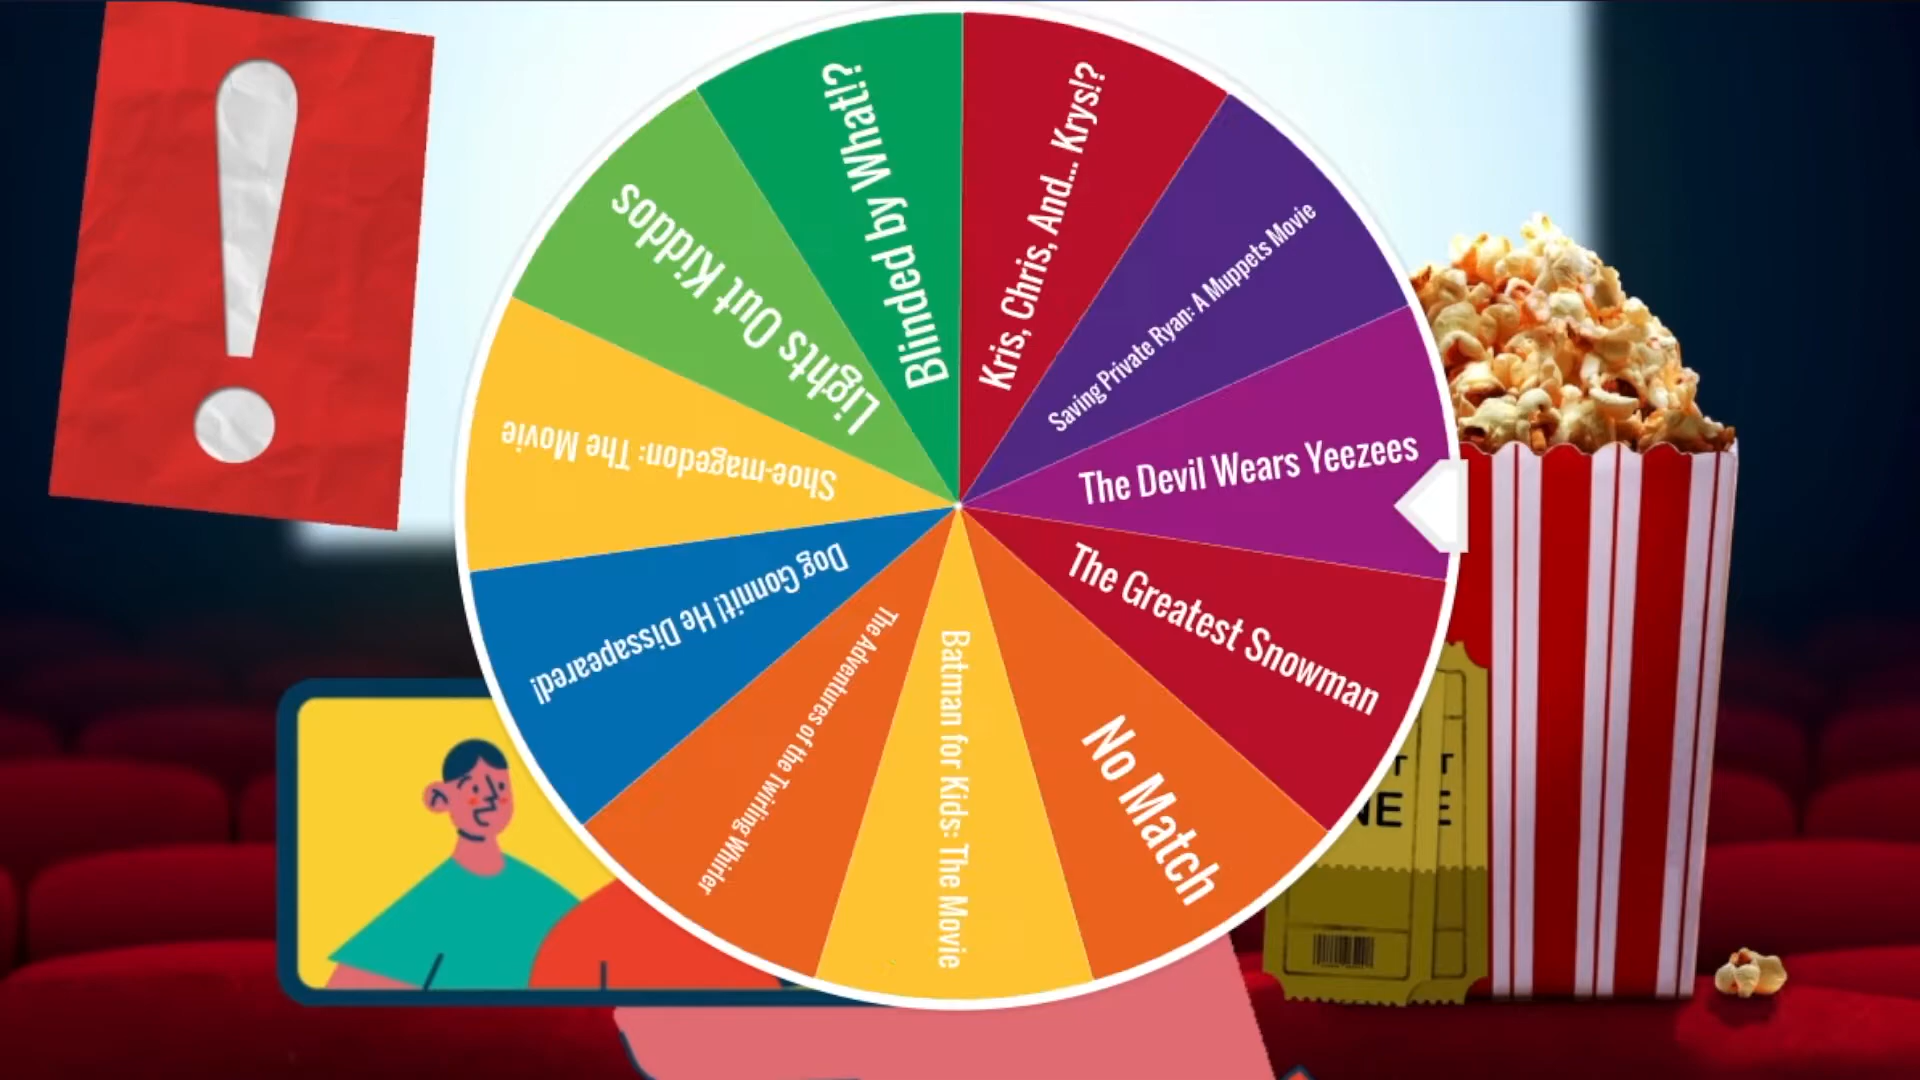 Kris, Chris, And... Krys!?
Saving Private Ryan: A Muppets Movie
The Devil Wears Yeezees
The Greatest Snowman
No Match
Batman for Kids: The Movie
The Adventures of the Twirling Whirler
Dog Gonnit! He Dissapeared!
Shoe-magedon: The Movie
Lights Out Kiddos
Blinded by What!?
T T
NE E